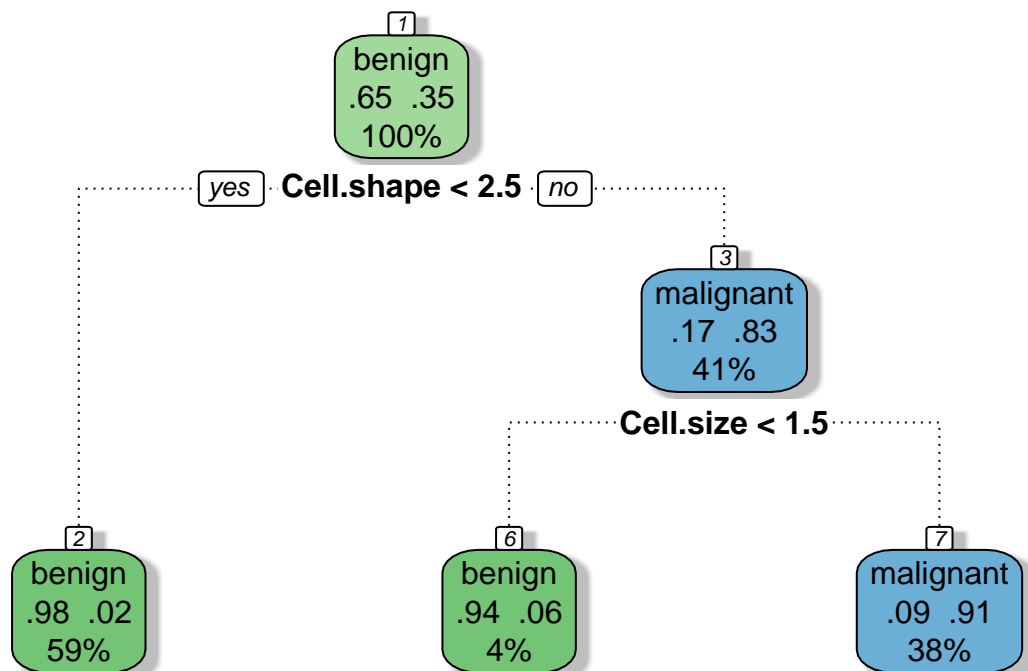 1
benign
.65 .35
100%
yes Cell.shape < 2.5 no
3
malignant
.17 .83
41%
Cell.size < 1.5
2
benign
.98 .02
59%
6
benign
.94 .06
4%
7
malignant
.09 .91
38%